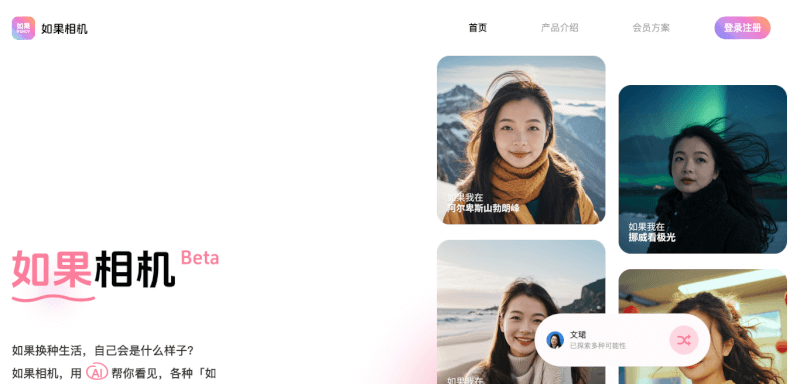 如果
如果相机
首页
产品介绍
会员方案
登录注册
如果我在
阿尔卑斯山勃朗峰
如果我在
挪威看极光
如果相机 Beta
如果换种生活，自己会是什么样子?
如果相机，用 AI 帮你看见，各种「如
如果我在
文珺
已探索多种可能性